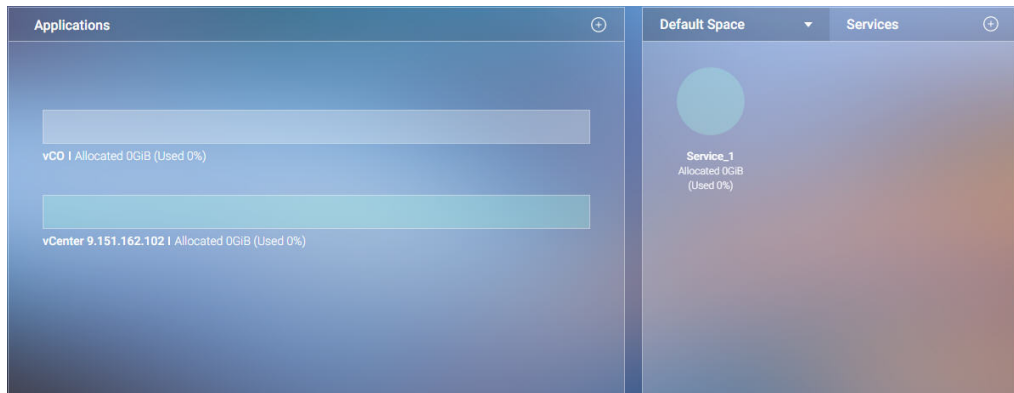 Applications
vCO I Allocated 0GiB (Used 0%)
vCenter 9.151.162.102 I Allocated 0GiB (Used 0%)
Default Space
Services
Service_1
Allocated 0GiB
(Used 0%)